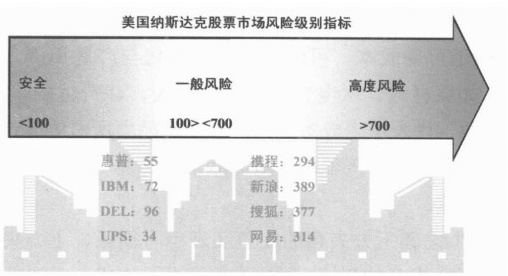 美国纳斯达克股票市场风险级别指标
安全 一般风险 高度风险
<100 100> <700 >700
惠普：55 携程：294
IBM：72 新浪：389
DEL：96 搜狐：377
UPS：34 网易：314